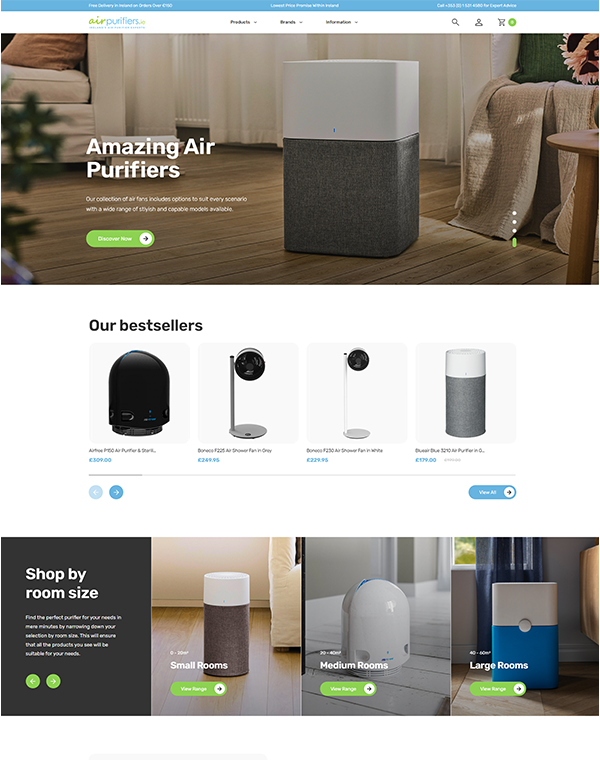 Free Delivery in Ireland on Orders Over €100
Lowest Price Promise Within Ireland
Call +353 (0) 1 031 4580 for Expert Advice
airpurifiers.ie
IRELAND'S AIR PURIFIER EXPERTS
Products
Brands
Information
0
Amazing Air
Purifiers
Our collection of air fans includes options to suit every scenario
with a wide range of stylish and capable models available.
Discover Now
Our bestsellers
Airfree P150 Air Purifier & Sterili...
€309.00
Boneco F225 Air Shower Fan in Grey
€249.95
Boneco F230 Air Shower Fan in White
€229.95
Blueair Blue 3210 Air Purifier in G...
€179.00
View All
Shop by
room size
Find the perfect purifier for your needs in
mere minutes by narrowing down your
selection by room size. This will ensure
that all the products you see will be
suitable for your needs.
0 - 20m²
Small Rooms
View Range
20 - 40m²
Medium Rooms
View Range
40 - 60m²
Large Rooms
View Range